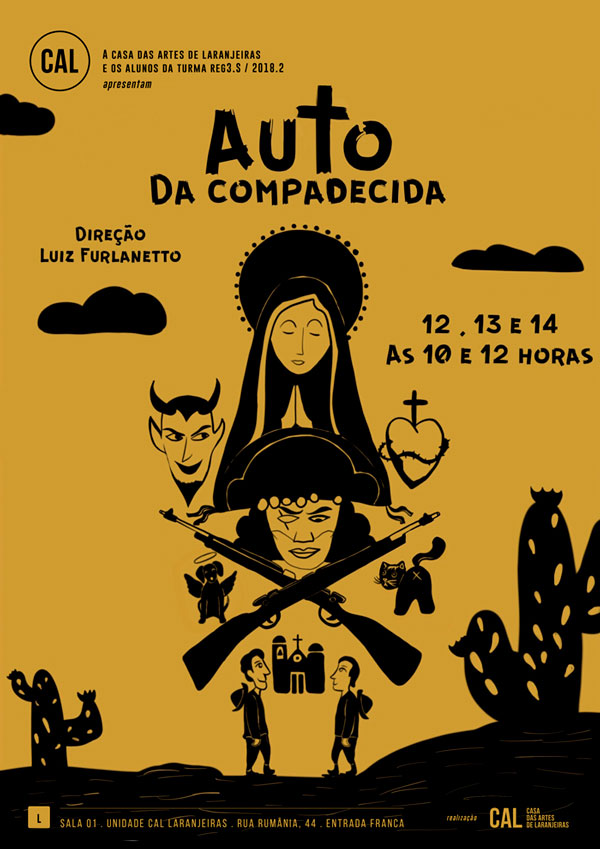 CAL
A CASA DAS ARTES DE LARANJEIRAS
E OS ALUNOS DA TURMA REG3.S / 2018.2
apresentam
AUTO
DA COMPADECIDA
DIREÇÃO
LUIZ FURLANETTO
12 , 13 E 14
AS 10 E 12 HORAS
L
SALA 01 . UNIDADE CAL LARANJEIRAS . RUA RUMÂNIA, 44 . ENTRADA FRANCA
realização
CAL
CASA
DAS ARTES
DE LARANJEIRAS